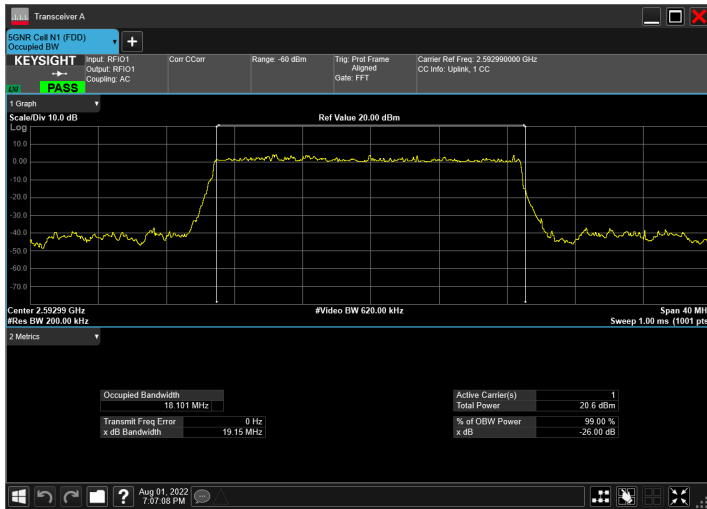 Transceiver A
5GNR Cell N1 (FDD)
Occupied BW
KEYSIGHT
LXI
PASS
Input: RFIO1
Output: RFIO1
Coupling: AC
Corr CCorr
Range: -60 dBm
Trig: Prot Frame
Aligned
Gate: FFT
Carrier Ref Freq: 2.592990000 GHz
CC Info: Uplink, 1 CC
1 Graph
Scale/Div 10.0 dB
Ref Value 20.00 dBm
Log
10.0
0.00
-10.0
-20.0
-30.0
-40.0
-50.0
-60.0
-70.0
Center 2.59299 GHz
#Video BW 620.00 kHz
Span 40 MH
#Res BW 200.00 kHz
Sweep 1.00 ms (1001 pts
2 Metrics
Occupied Bandwidth
18.101 MHz
Transmit Freq Error 0 Hz
x dB Bandwidth 19.15 MHz
Active Carrier(s) 1
Total Power 20.6 dBm
% of OBW Power 99.00 %
x dB -26.00 dB
?
Aug 01, 2022
7:07:08 PM